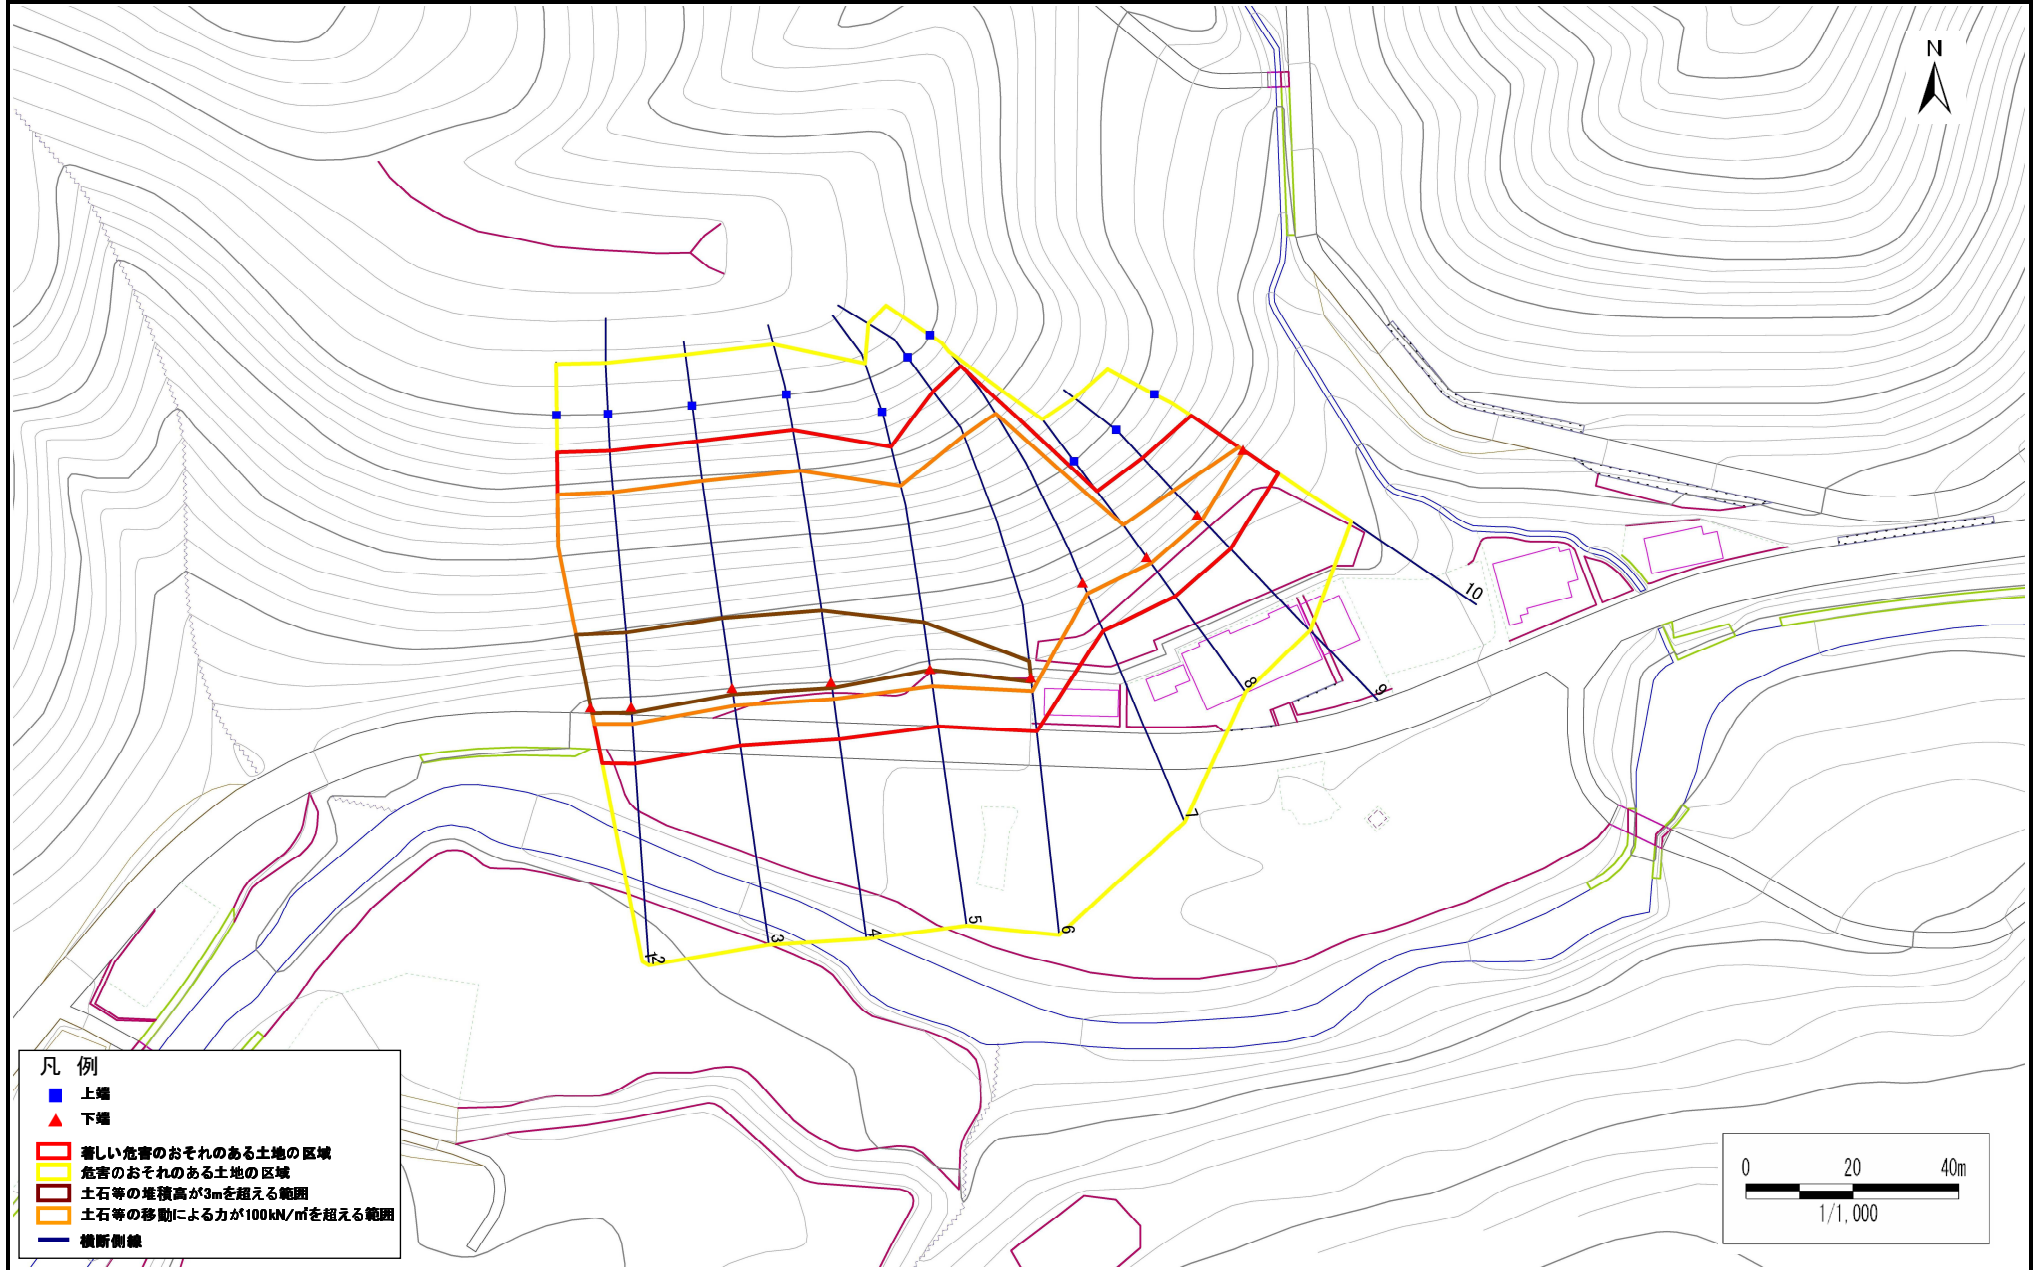 N
10
9
8
7
6
5
4
3
12
凡 例
上端
下端
著しい危害のおそれのある土地の区域
危害のおそれのある土地の区域
土石等の堆積高が3mを超える範囲
土石等の移動による力が100kN/㎡を超える範囲
横断側線
0 20 40m
1/1,000